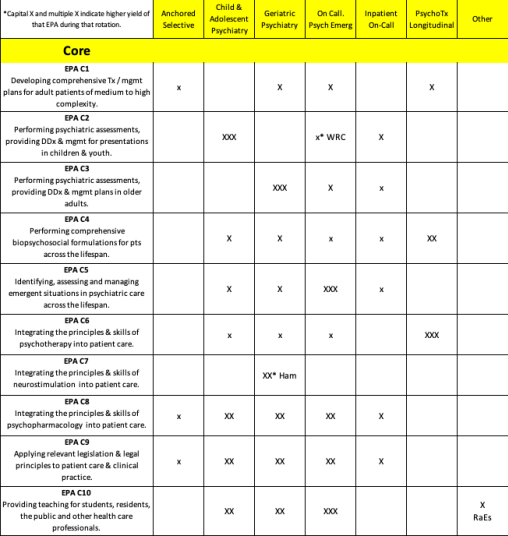 *Capital X and multiple X indicate higher yield of that EPA during that rotation. | Anchored Selective | Child & Adolescent Psychiatry | Geriatric Psychiatry | On Call. Psych Emerg | Inpatient On-Call | PsychoTx Longitudinal | Other
Core
EPA C1
Developing comprehensive Tx / mgmt
plans for adult patients of medium to high
complexity.
x X X X
EPA C2
Performing psychiatric assessments,
providing DDx & mgmt for presentations
in children & youth.
XXX x* WRC X
EPA C3
Performing psychiatric assessments,
providing DDx & mgmt plans in older
adults.
XXX X x
EPA C4
Performing comprehensive
biopsychosocial formulations for pts
across the lifespan.
X X x x XX
EPA C5
Identifying, assessing and managing
emergent situations in psychiatric care
across the lifespan.
X X XXX x
EPA C6
Integrating the principles & skills of
psychotherapy into patient care.
x x x XXX
EPA C7
Integrating the principles & skills of
neurostimulation into patient care.
XX* Ham
EPA C8
Integrating the principles & skills of
psychopharmacology into patient care.
x XX XX XX X
EPA C9
Applying relevant legislation & legal
principles to patient care & clinical
practice.
x XX XX XX X
EPA C10
Providing teaching for students, residents,
the public and other health care
professionals.
XX XX XXX X
RaEs